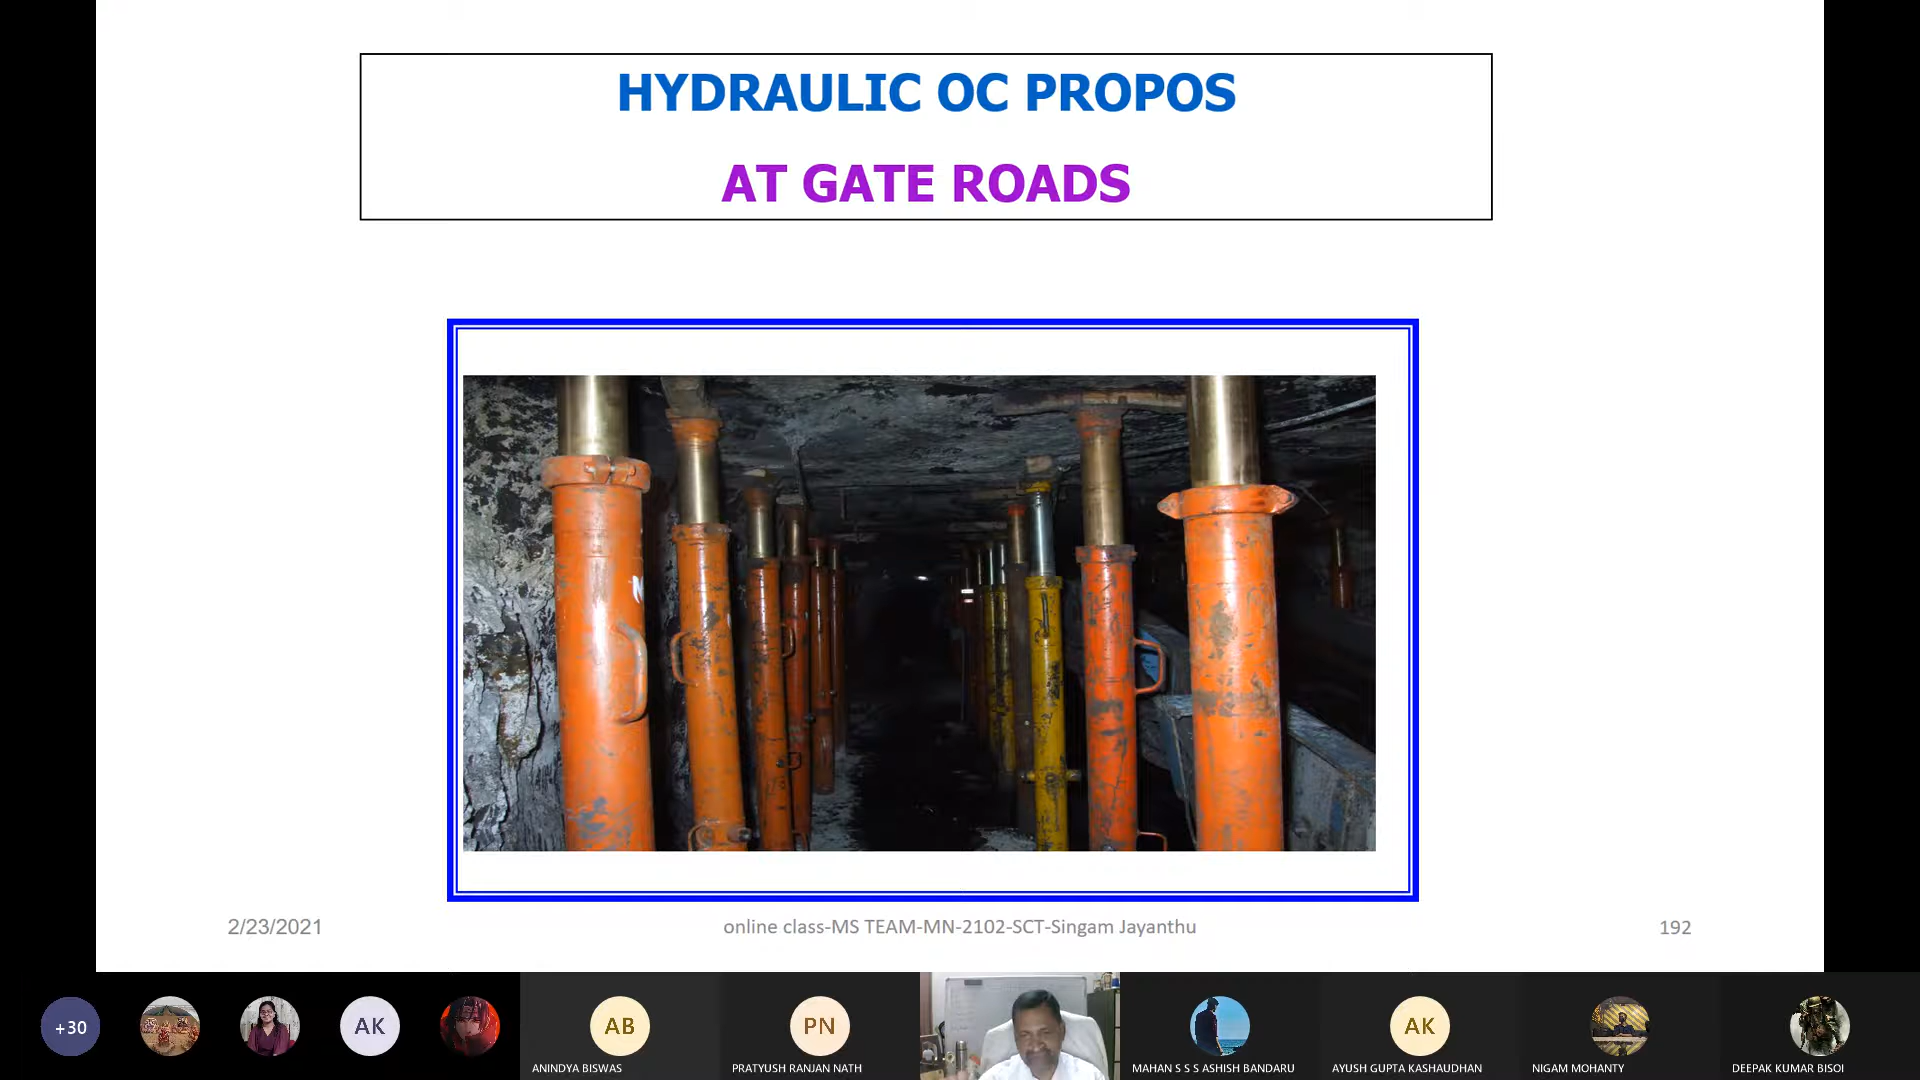 HYDRAULIC OC PROPOS
AT GATE ROADS
2/23/2021
online class-MS TEAM-MN-2102-SCT-Singam Jayanthu
192
+30
AK
AB
ANINDYA BISWAS
PN
PRATYUSH RANJAN NATH
MAHAN S S S ASHISH BANDARU
AK
AYUSH GUPTA KASHAUDHAN
NIGAM MOHANTY
DEEPAK KUMAR BISOI